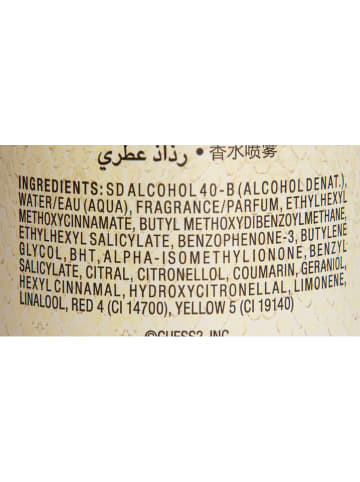 رذاذ عطري • 香水喷雾
INGREDIENTS: SD ALCOHOL 40-B (ALCOHOL DENAT.),
WATER/EAU (AQUA), FRAGRANCE/PARFUM, ETHYLHEXYL
METHOXYCINNAMATE, BUTYL METHOXYDIBENZOYLMETHANE,
ETHYLHEXYL SALICYLATE, BENZOPHENONE-3, BUTYLENE
GLYCOL, BHT, ALPHA-ISOMETHYLIONONE, BENZYL
SALICYLATE, CITRAL, CITRONELLOL, COUMARIN, GERANIOL,
HEXYL CINNAMAL, HYDROXYCITRONELLAL, LIMONENE,
LINALOOL, RED 4 (CI 14700), YELLOW 5 (CI 19140)
©GUESS?, INC.